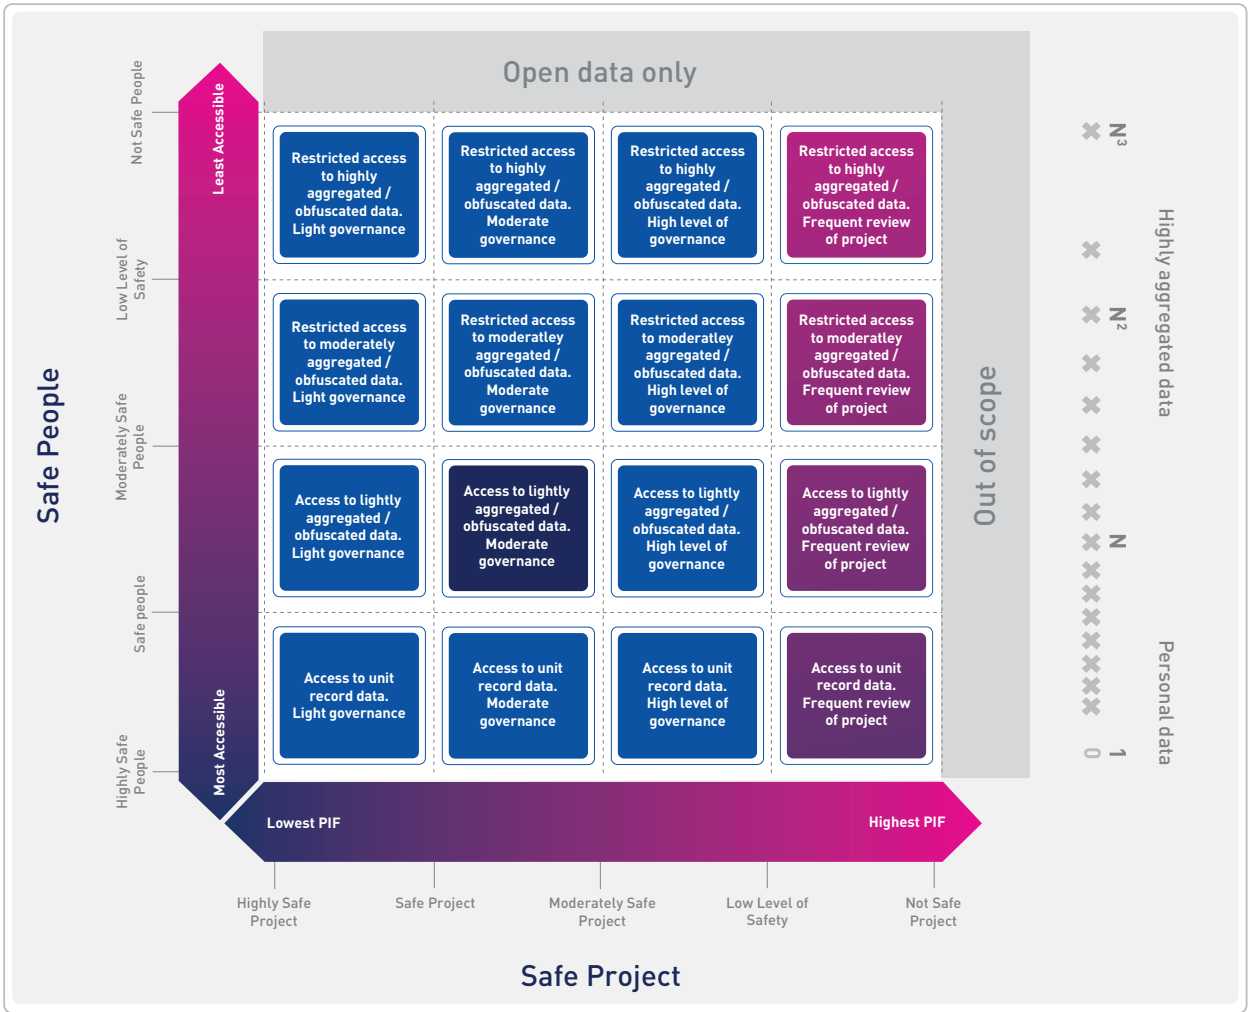 Open data only
Not Safe People
Least Accessible
Low Level of
Safety
Safe People
Moderately Safe
People
Safe people
Most Accessible
Highly Safe
People
Restricted access
to highly
aggregated /
obfuscated data.
Light governance
Restricted access
to highly
aggregated /
obfuscated data.
Moderate
governance
Restricted access
to highly
aggregated /
obfuscated data.
High level of
governance
Restricted access
to highly
aggregated /
obfuscated data.
Frequent review
of project
Restricted access
to moderately
aggregated /
obfuscated data.
Light governance
Restricted access
to moderatley
aggregated /
obfuscated data.
Moderate
governance
Restricted access
to moderatley
aggregated /
obfuscated data.
High level of
governance
Restricted access
to moderatley
aggregated /
obfuscated data.
Frequent review
of project
Access to lightly
aggregated /
obfuscated data.
Light governance
Access to lightly
aggregated /
obfuscated data.
Moderate
governance
Access to lightly
aggregated /
obfuscated data.
High level of
governance
Access to lightly
aggregated /
obfuscated data.
Frequent review
of project
Access to unit
record data.
Light governance
Access to unit
record data.
Moderate
governance
Access to unit
record data.
High level of
governance
Access to unit
record data.
Frequent review
of project
Out of scope
N³
N²
N
1
0
Highly aggregated data
Personal data
Lowest PIF
Highest PIF
Highly Safe
Project
Safe Project
Moderately Safe
Project
Low Level of
Safety
Not Safe
Project
Safe Project